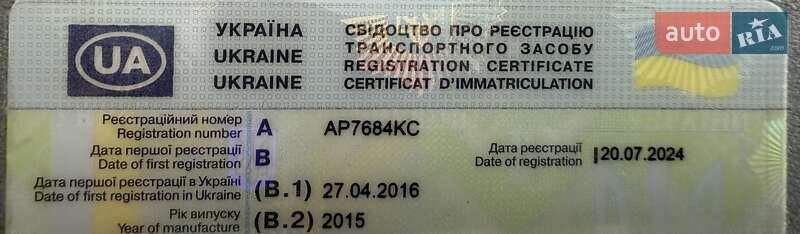 UA
УКРАЇНА
UKRAINE
UKRAINE
СВІДОЦТВО ПРО РЕЄСТРАЦІЮ
ТРАНСПОРТНОГО ЗАСОБУ
REGISTRATION CERTIFICATE
CERTIFICAT D'IMMATRICULATION
auto RIA.com
Реєстраційний номер
Registration number
A AP7684KC
Дата першої реєстрації
Date of first registration
B
Дата реєстрації
Date of registration
20.07.2024
Дата першої реєстрації в Україні
Date of first registration in Ukraine
(B.1) 27.04.2016
Рік випуску
Year of manufacture
(B.2) 2015